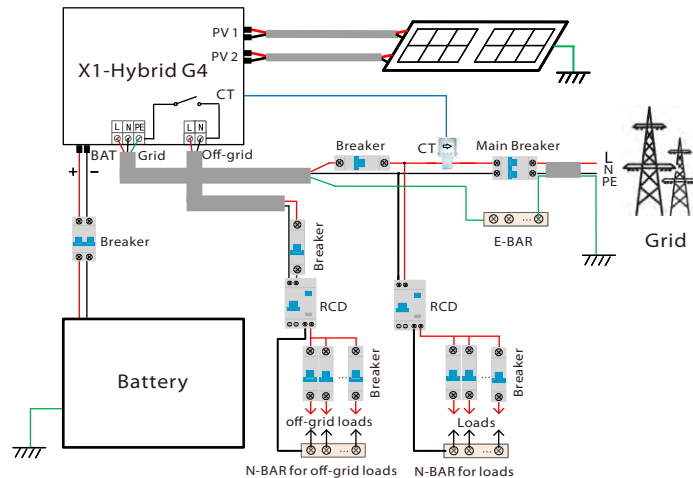 PV 1
PV 2
X1-Hybrid G4
CT
L N PE
L N
BAT
Grid
Off-grid
+ −
Breaker
CT
Main Breaker
L
N
PE
Grid
E-BAR
Breaker
Breaker
RCD
RCD
Battery
...
Breaker
...
Breaker
off-grid loads
Loads
N-BAR for off-grid loads
N-BAR for loads